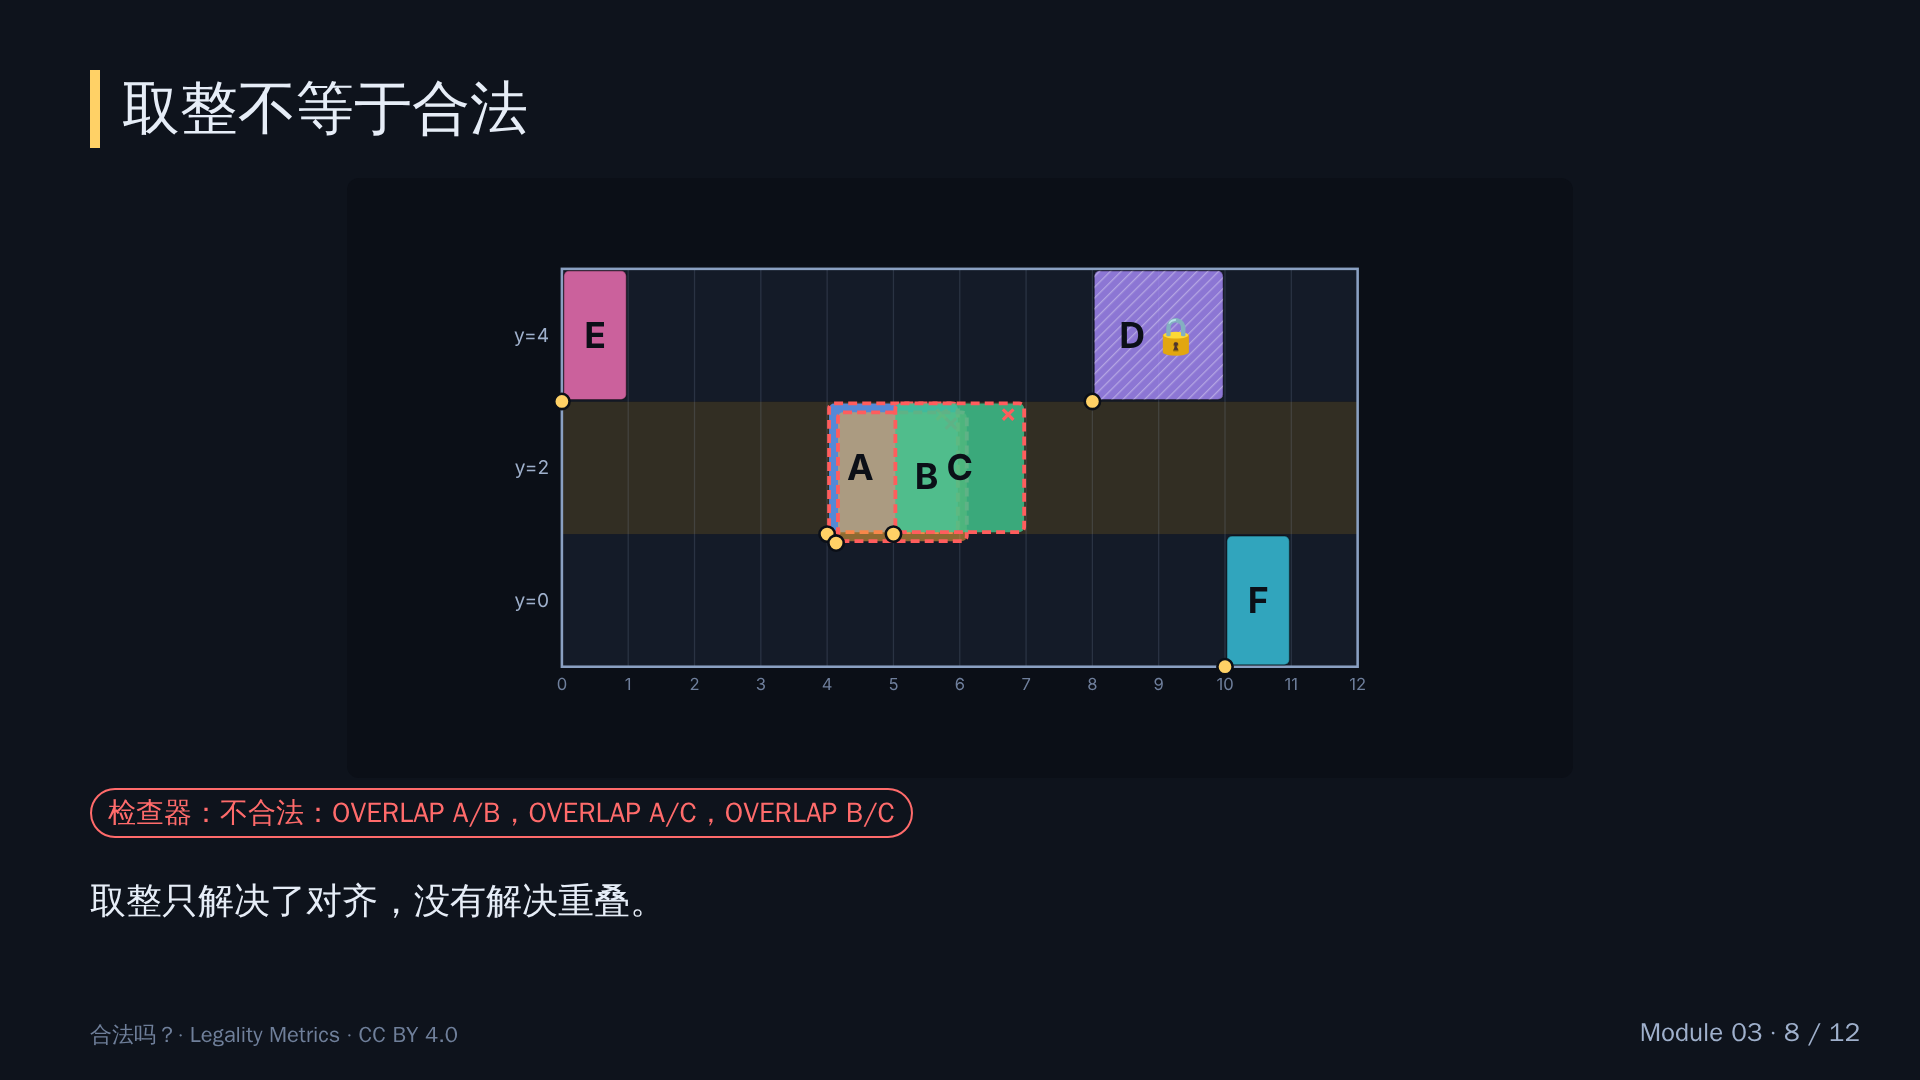 取整不等于合法
E
D 🔒
y=4
A
B
C
y=2
F
y=0
0 1 2 3 4 5 6 7 8 9 10 11 12
检查器：不合法：OVERLAP A/B，OVERLAP A/C，OVERLAP B/C
取整只解决了对齐，没有解决重叠。
合法吗？· Legality Metrics · CC BY 4.0
Module 03 · 8 / 12